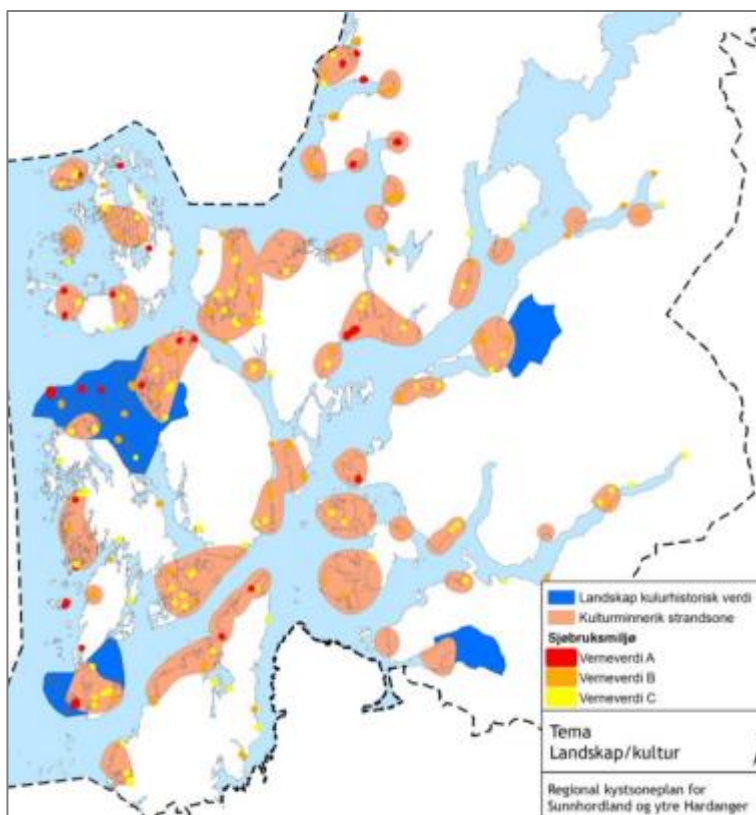 Landskap kulurhistorisk verdi
Kulturminnerik strandsone
Sjøbruksmiljø
Verneverdi A
Verneverdi B
Verneverdi C
Tema
Landskap/kultur
Regional kystsoneplan for
Sunnhordland og ytre Hardanger